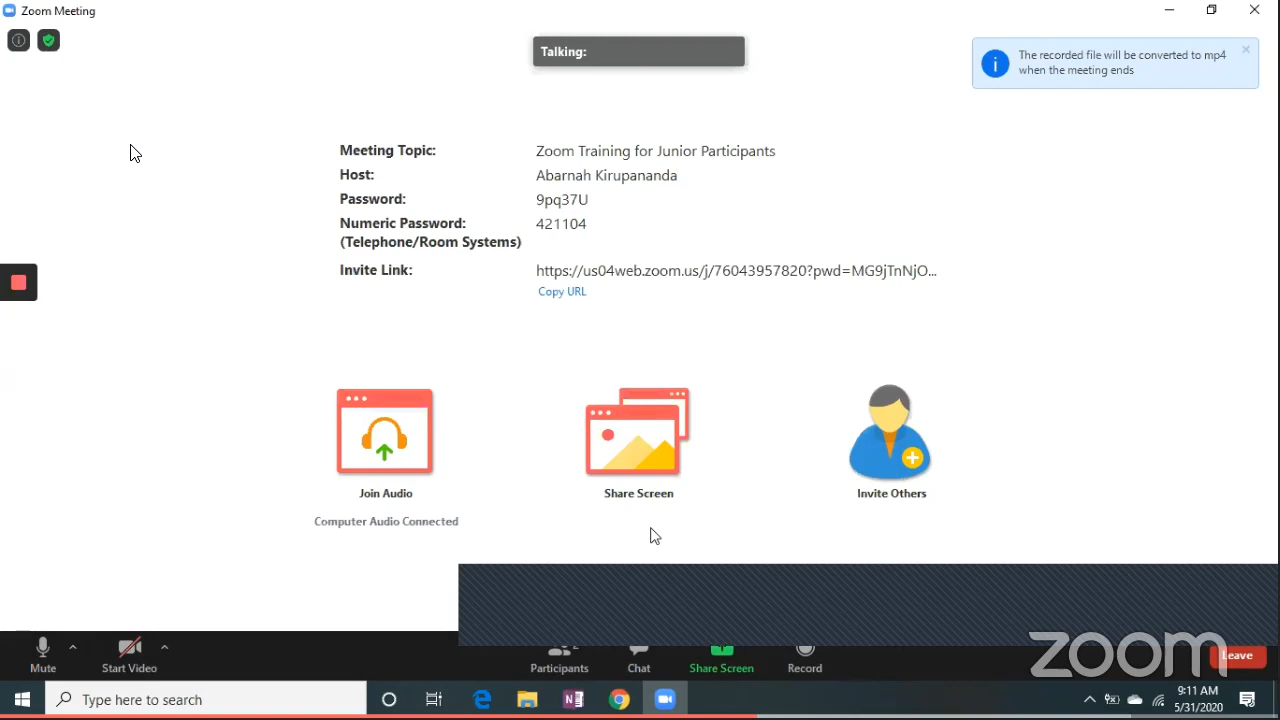 Zoom Meeting
Talking:
The recorded file will be converted to mp4
when the meeting ends
Meeting Topic: Zoom Training for Junior Participants
Host: Abarnah Kirupananda
Password: 9pq37U
Numeric Password: 421104
(Telephone/Room Systems)
Invite Link: https://us04web.zoom.us/j/76043957820?pwd=MG9jTnNjO...
Copy URL
Join Audio
Share Screen
Invite Others
Computer Audio Connected
Mute
Start Video
Participants
Chat
Share Screen
Record
zoom
Leave
Type here to search
9:11 AM
5/31/2020